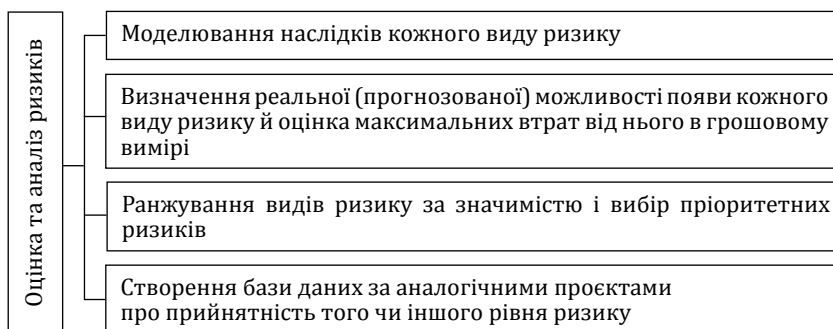 Оцінка та аналіз ризиків
Моделювання наслідків кожного виду ризику
Визначення реальної (прогнозованої) можливості появи кожного
виду ризику й оцінка максимальних втрат від нього в грошовому
вимірі
Ранжування видів ризику за значимістю і вибір пріоритетних
ризиків
Створення бази даних за аналогічними проєктами
про прийнятність того чи іншого рівня ризику